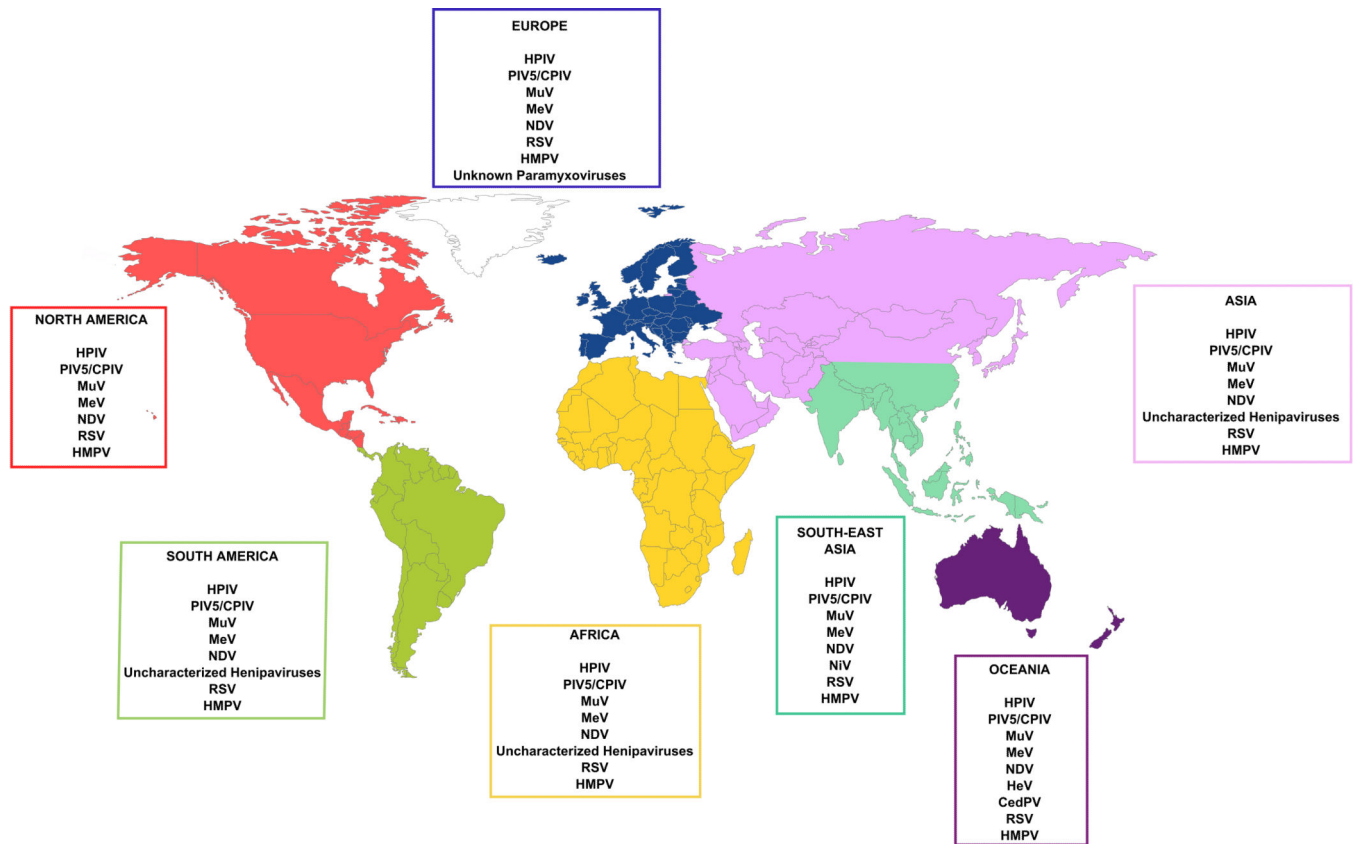 EUROPE
HPIV
PIV5/CPIV
MuV
MeV
NDV
RSV
HMPV
Unknown Paramyxoviruses
NORTH AMERICA
HPIV
PIV5/CPIV
MuV
MeV
NDV
RSV
HMPV
ASIA
HPIV
PIV5/CPIV
MuV
MeV
NDV
Uncharacterized Henipaviruses
RSV
HMPV
SOUTH AMERICA
HPIV
PIV5/CPIV
MuV
MeV
NDV
Uncharacterized Henipaviruses
RSV
HMPV
AFRICA
HPIV
PIV5/CPIV
MuV
MeV
NDV
Uncharacterized Henipaviruses
RSV
HMPV
SOUTH-EAST
ASIA
HPIV
PIV5/CPIV
MuV
MeV
NDV
NiV
RSV
HMPV
OCEANIA
HPIV
PIV5/CPIV
MuV
MeV
NDV
HeV
CedPV
RSV
HMPV